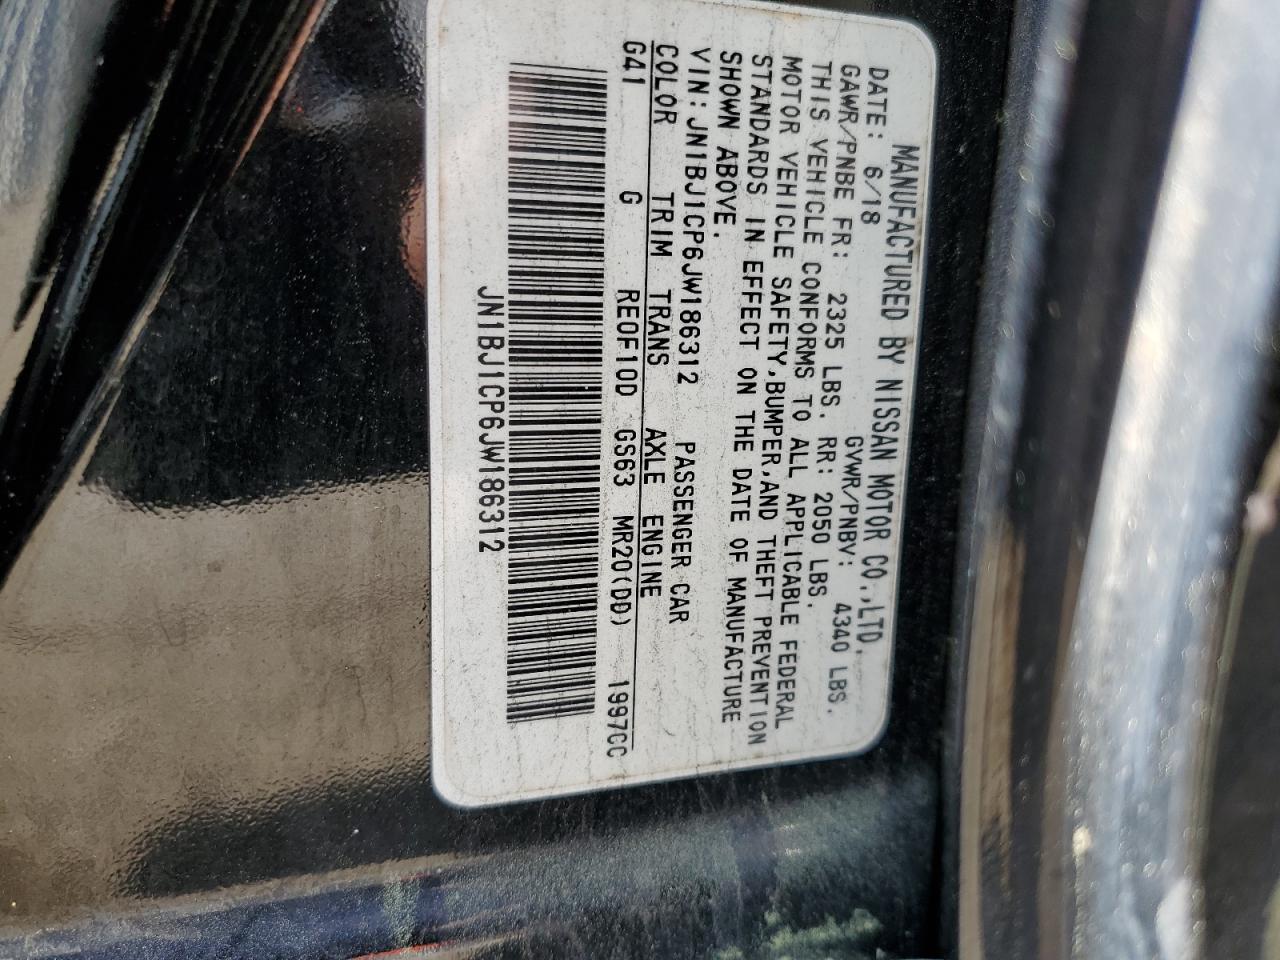 MANUFACTURED BY NISSAN MOTOR CO.,LTD.
DATE: 6/18 GVWR/PNBV: 4340 LBS.
GAWR/PNBE FR: 2325 LBS. RR: 2050 LBS.
THIS VEHICLE CONFORMS TO ALL APPLICABLE FEDERAL
MOTOR VEHICLE SAFETY,BUMPER,AND THEFT PREVENTION
STANDARDS IN EFFECT ON THE DATE OF MANUFACTURE
SHOWN ABOVE.
VIN: JN1BJ1CP6JW186312 PASSENGER CAR
COLOR TRIM TRANS AXLE ENGINE
G41 G RE0F10D GS63 MR20(DD) 1997CC
JN1BJ1CP6JW186312